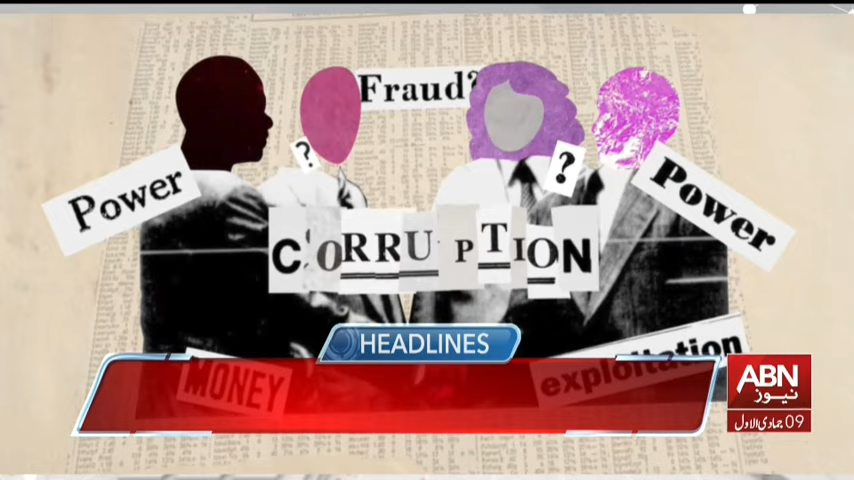 Fraud?
?
?
Power
Power
CORRUPTION
HEADLINES
MONEY
exploitation
ABN
نیوز
09 جمادی الاول